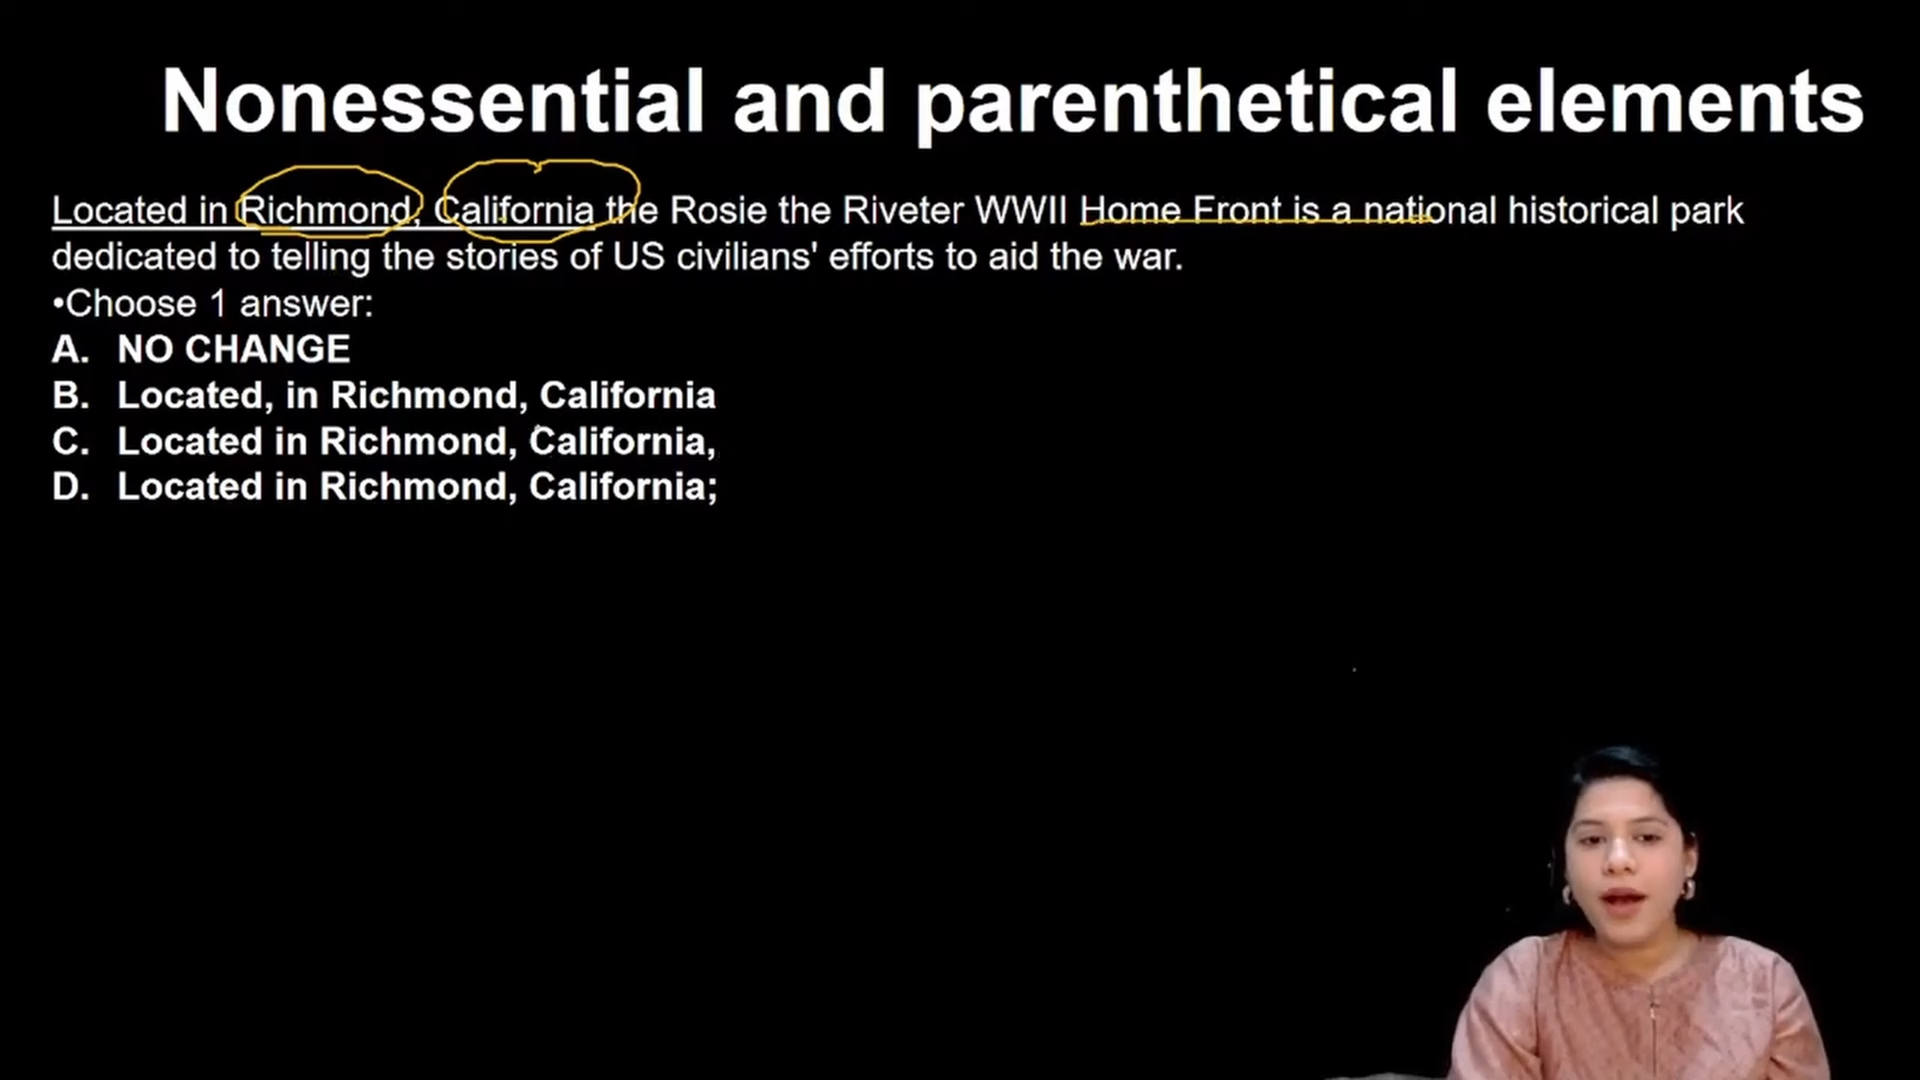 Nonessential and parenthetical elements
Located in Richmond, California the Rosie the Riveter WWII Home Front is a national historical park
dedicated to telling the stories of US civilians' efforts to aid the war.
•Choose 1 answer:
A. NO CHANGE
B. Located, in Richmond, California
C. Located in Richmond, California,
D. Located in Richmond, California;